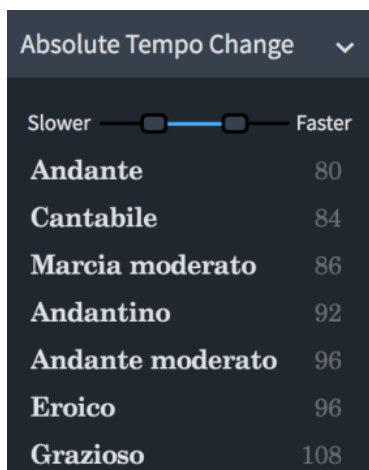 Absolute Tempo Change
Slower Faster
Andante 80
Cantabile 84
Marcia moderato 86
Andantino 92
Andante moderato 96
Eroico 96
Grazioso 108